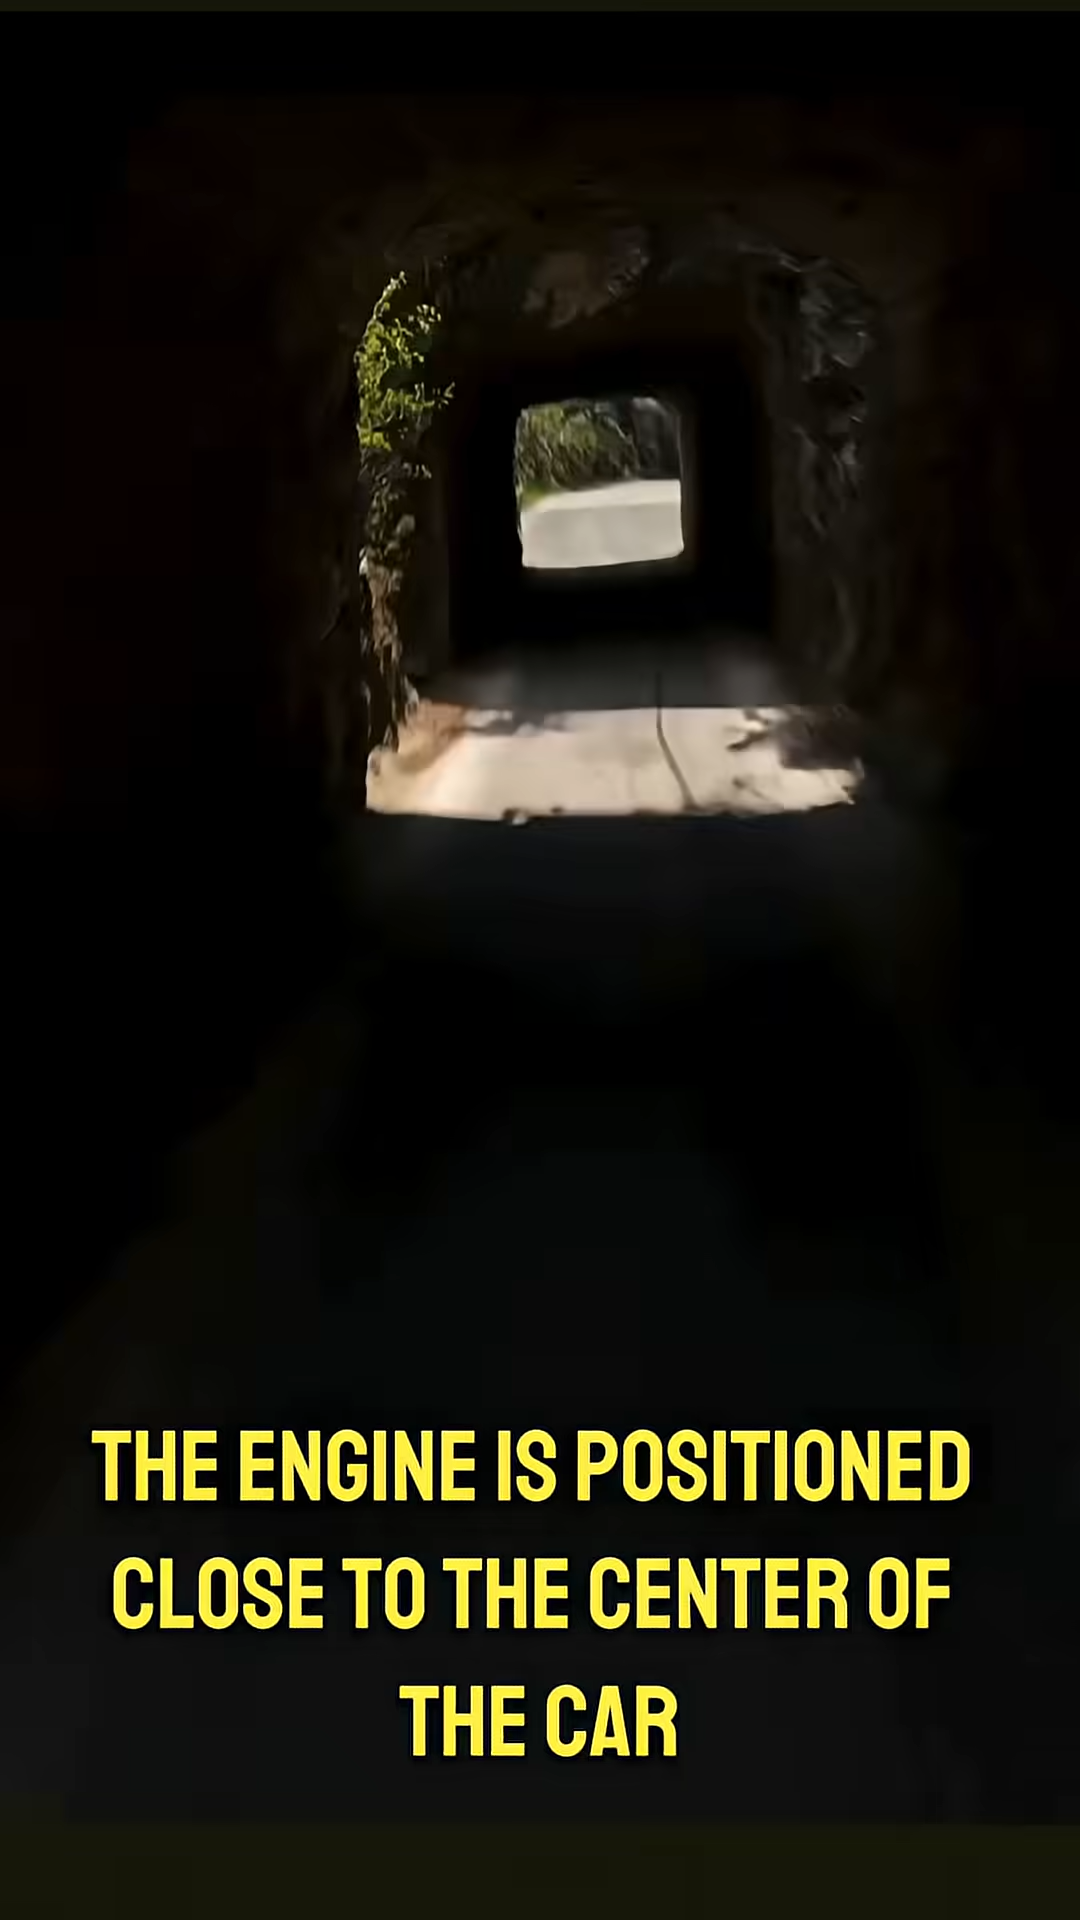 THE ENGINE IS POSITIONED
CLOSE TO THE CENTER OF
THE CAR